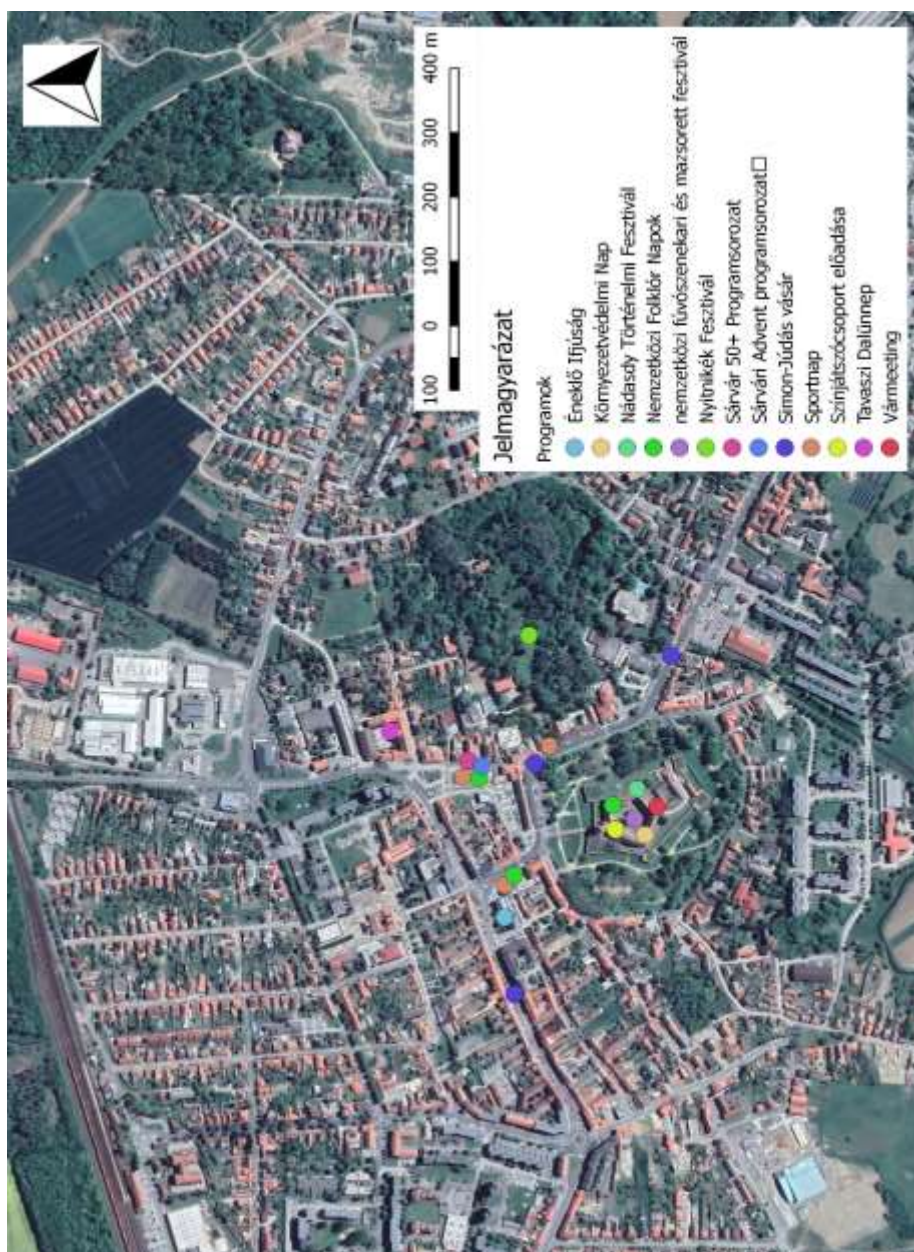 100 0 100 200 300 400 m
Jelmagyarázat
Programok
Éneklő Ifjúság
Környezetvédelmi Nap
Nádasdy Történelmi Fesztivál
Nemzetközi Folklór Napok
nemzetközi fúvószenekari és mazsorett fesztivál
Nyitnikék Fesztivál
Sárvár 50+ Programsorozat
Sárvári Advent programsorozat□
Simon-Júdás vásár
Sportnap
Színjátszócsoport előadása
Tavaszi Dalünnep
Vármeeting